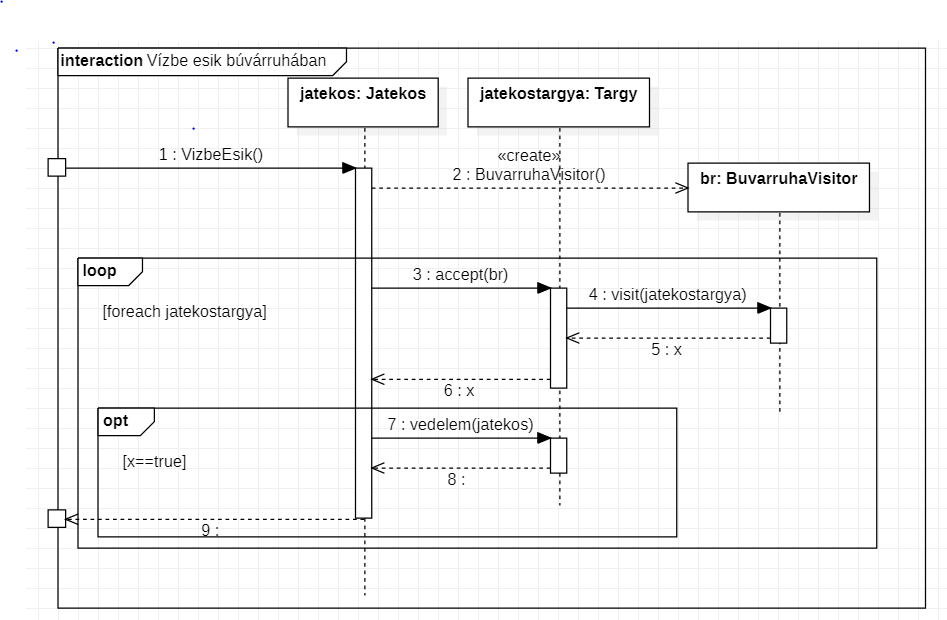 interaction Vízbe esik búvárruhában
jatekos: Jatekos
jatekostargya: Targy
1 : VizbeEsik()
«create»
2 : BuvarruhaVisitor()
br: BuvarruhaVisitor
loop
[foreach jatekostargya]
3 : accept(br)
4 : visit(jatekostargya)
5 : x
6 : x
opt
[x==true]
7 : vedelem(jatekos)
8 :
9 :